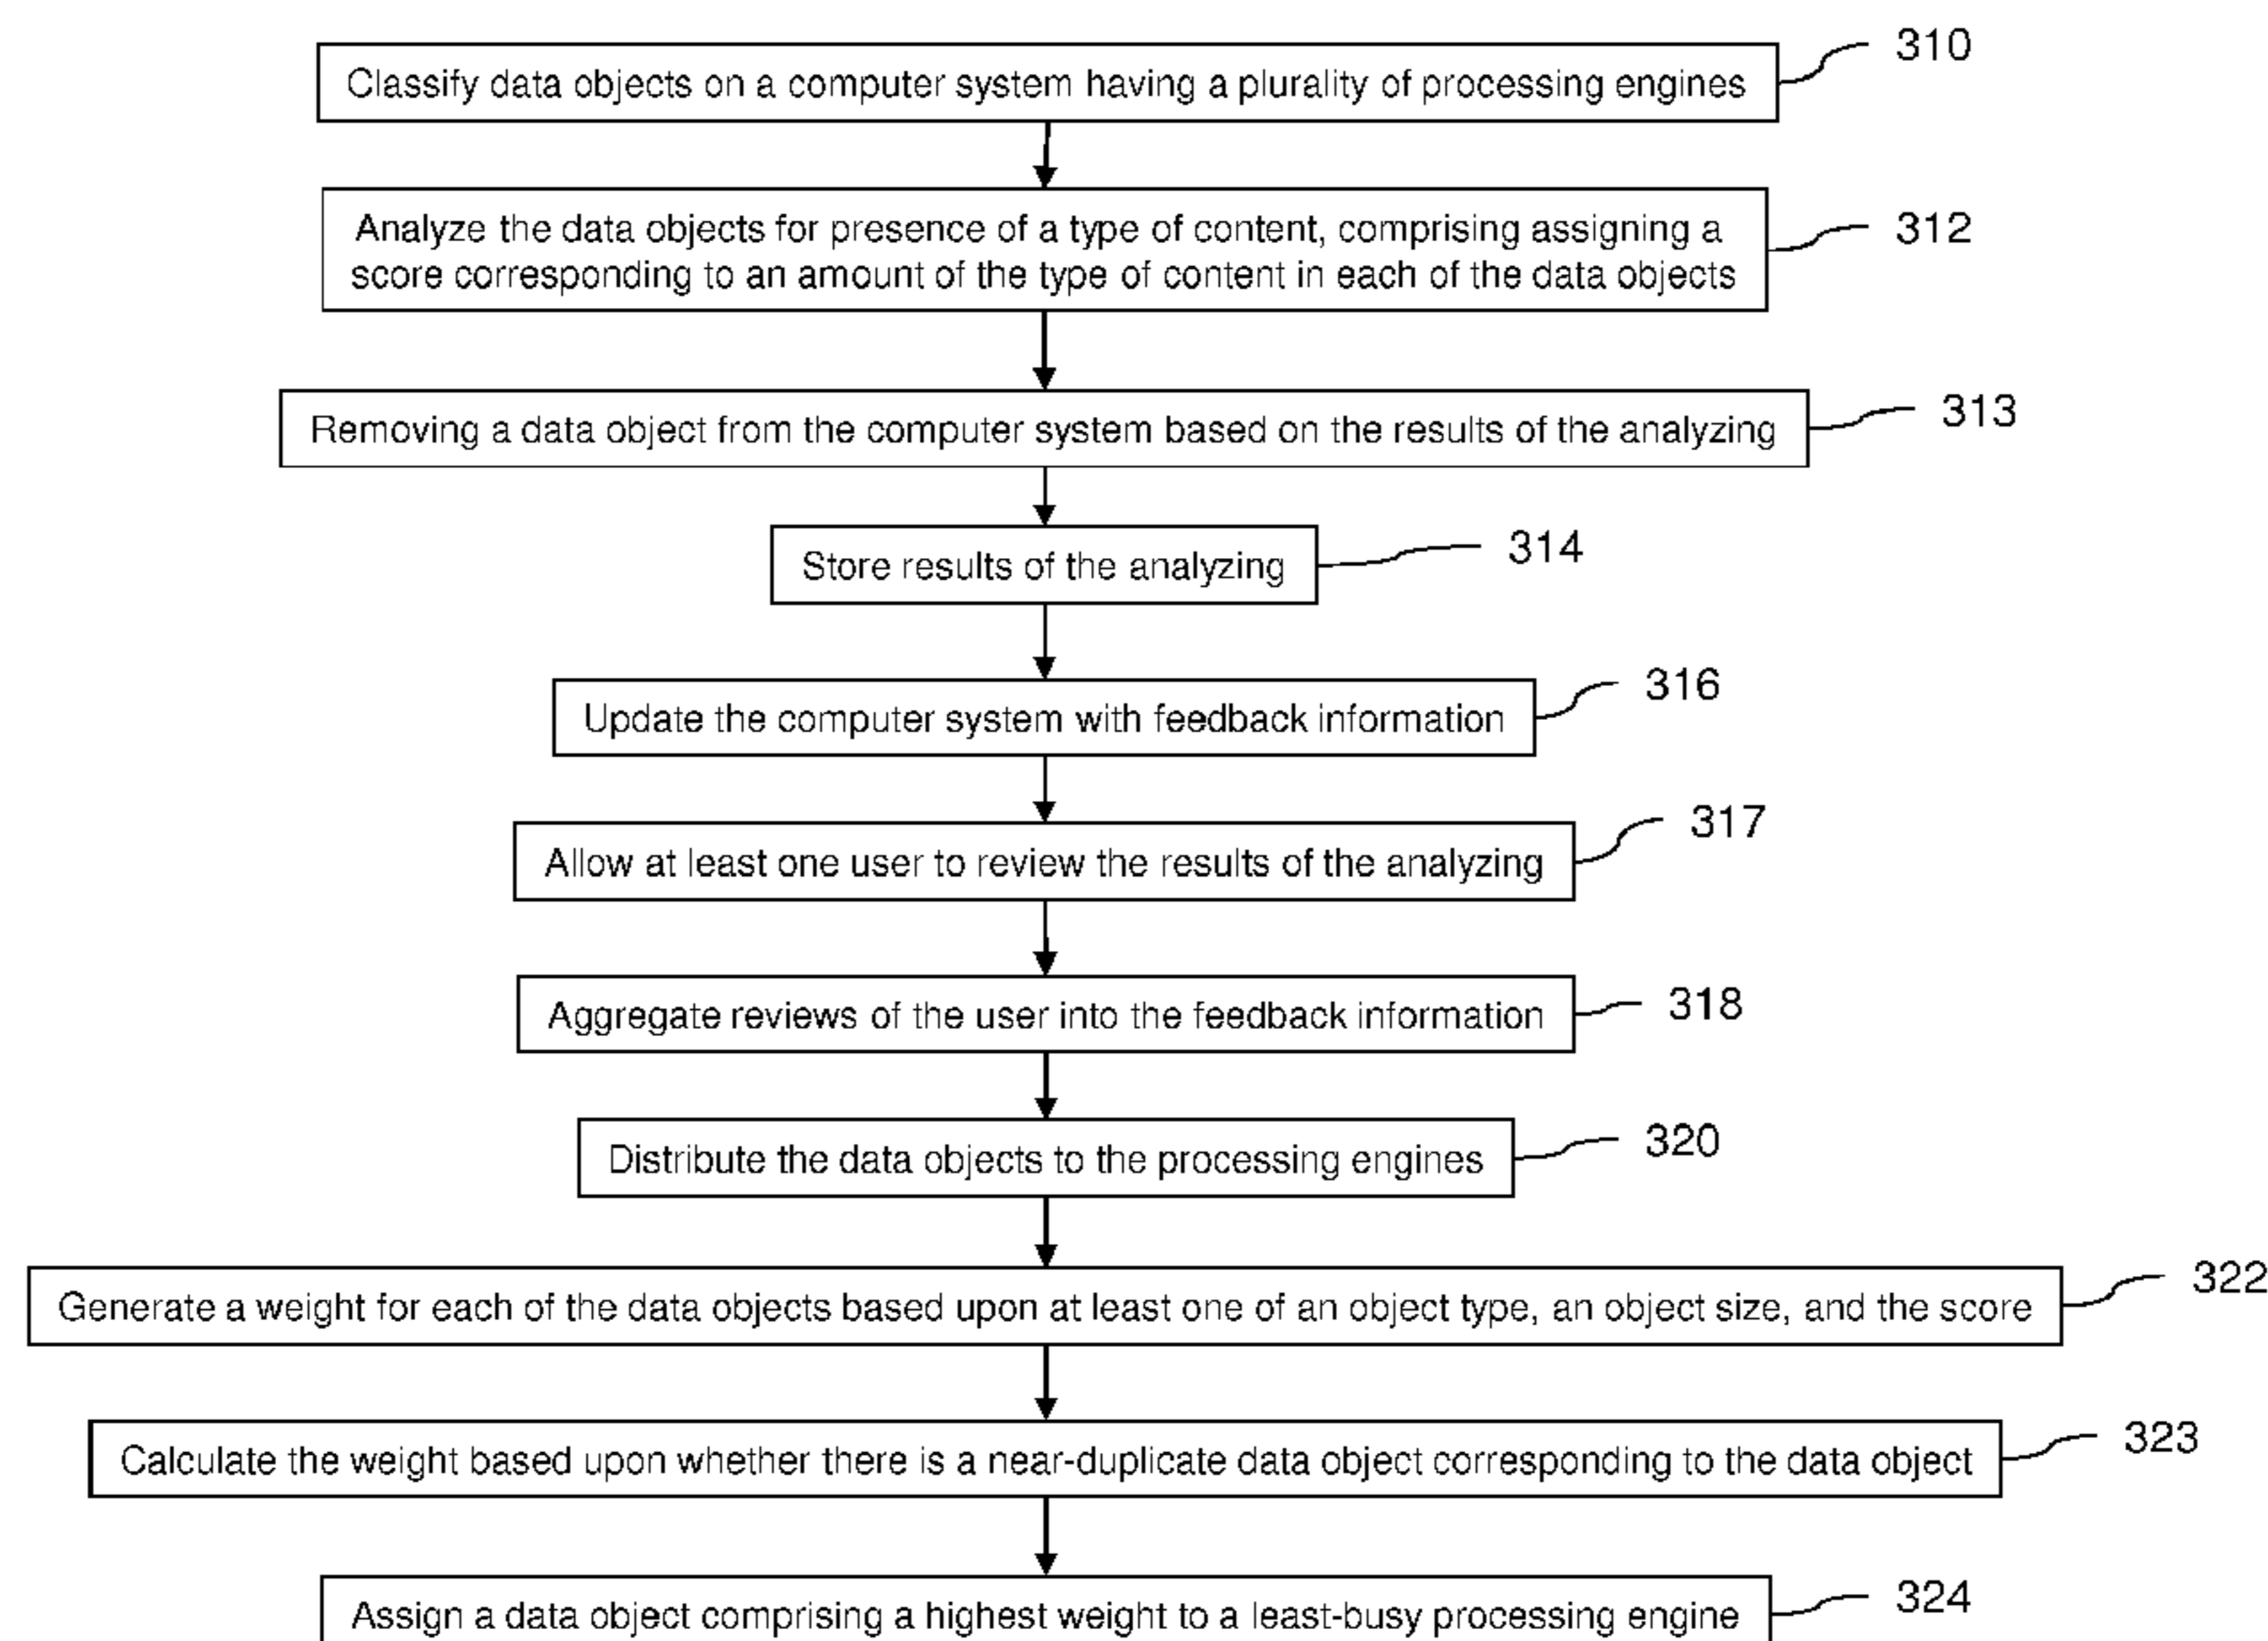 Classify data objects on a computer system having a plurality of processing engines
310
Analyze the data objects for presence of a type of content, comprising assigning a
score corresponding to an amount of the type of content in each of the data objects
312
Removing a data object from the computer system based on the results of the analyzing
313
Store results of the analyzing
314
Update the computer system with feedback information
316
Allow at least one user to review the results of the analyzing
317
Aggregate reviews of the user into the feedback information
318
Distribute the data objects to the processing engines
320
Generate a weight for each of the data objects based upon at least one of an object type, an object size, and the score
322
Calculate the weight based upon whether there is a near-duplicate data object corresponding to the data object
323
Assign a data object comprising a highest weight to a least-busy processing engine
324